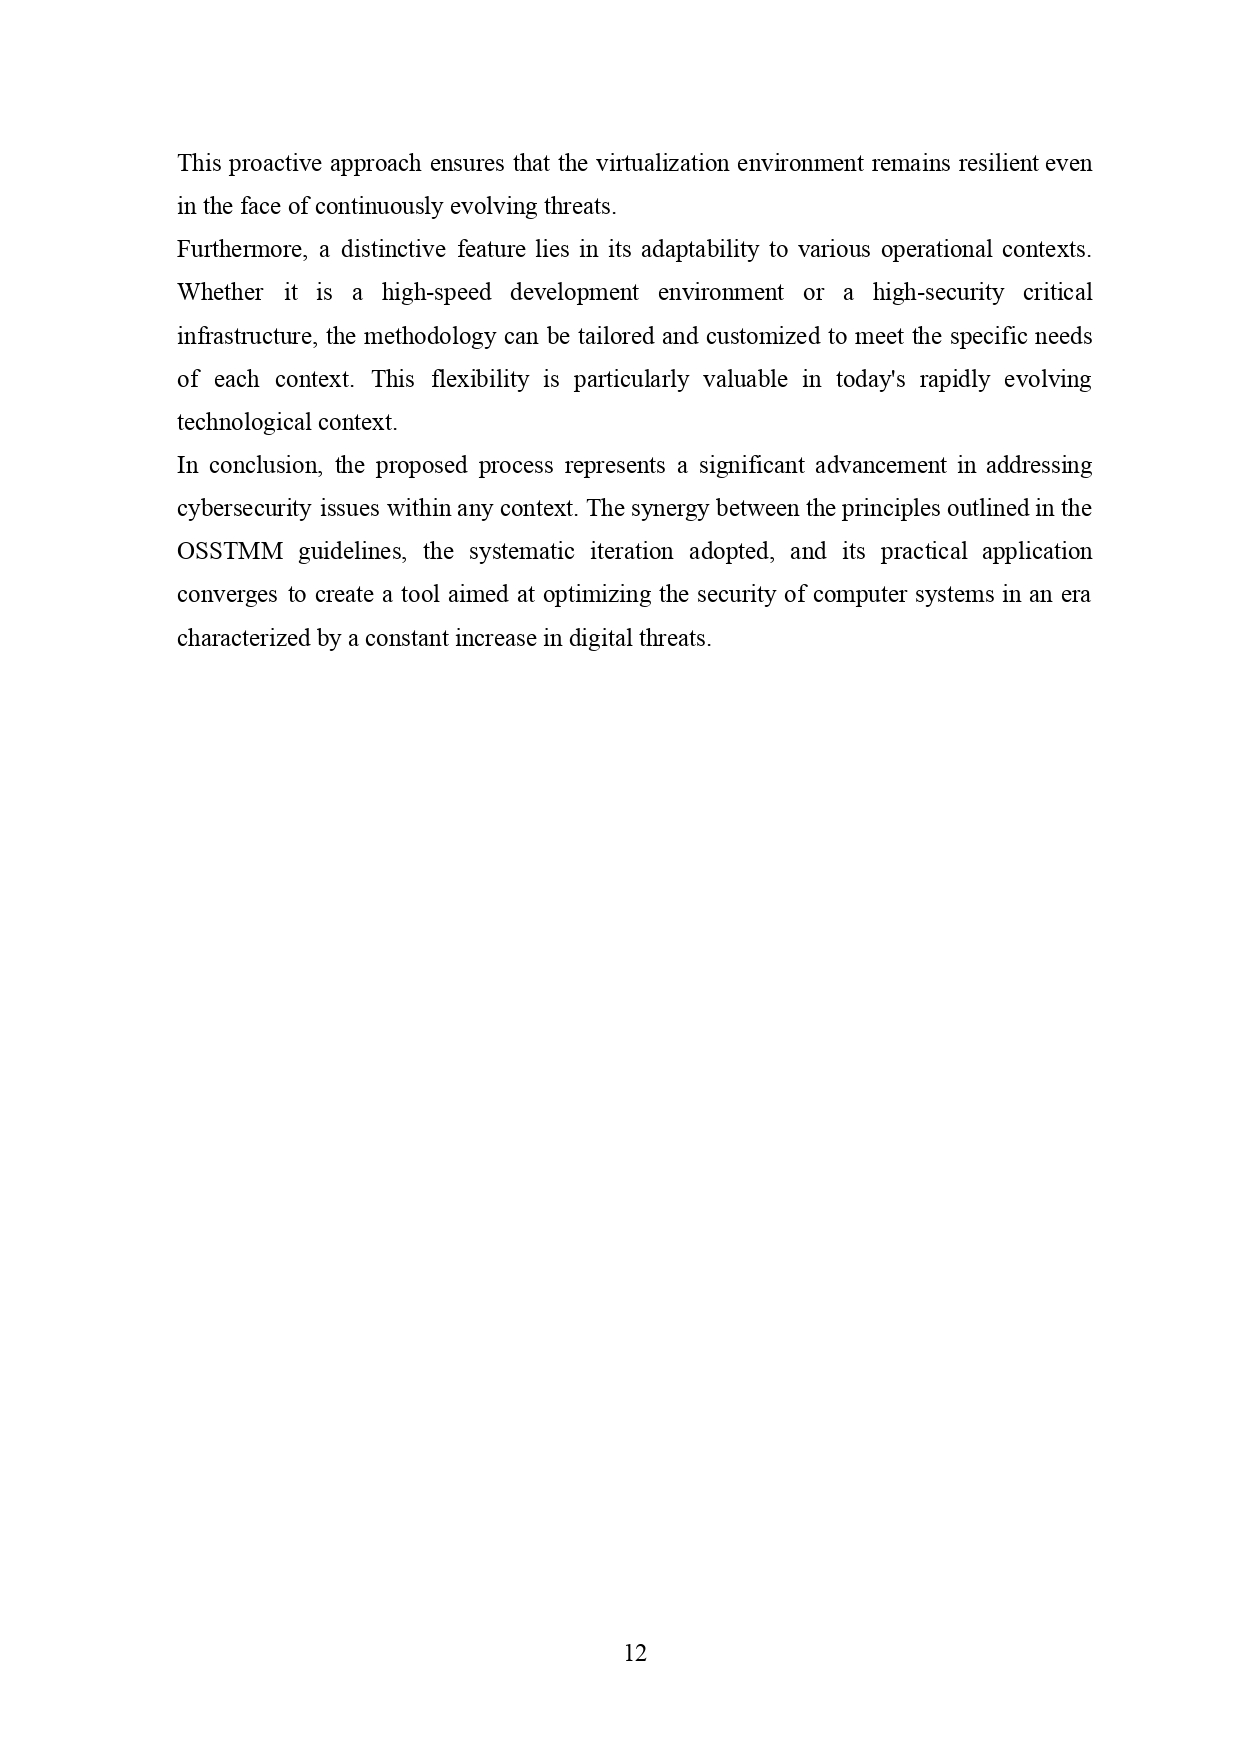 This proactive approach ensures that the virtualization environment remains resilient even
in the face of continuously evolving threats.
Furthermore, a distinctive feature lies in its adaptability to various operational contexts.
Whether it is a high-speed development environment or a high-security critical
infrastructure, the methodology can be tailored and customized to meet the specific needs
of each context. This flexibility is particularly valuable in today's rapidly evolving
technological context.
In conclusion, the proposed process represents a significant advancement in addressing
cybersecurity issues within any context. The synergy between the principles outlined in the
OSSTMM guidelines, the systematic iteration adopted, and its practical application
converges to create a tool aimed at optimizing the security of computer systems in an era
characterized by a constant increase in digital threats.
12